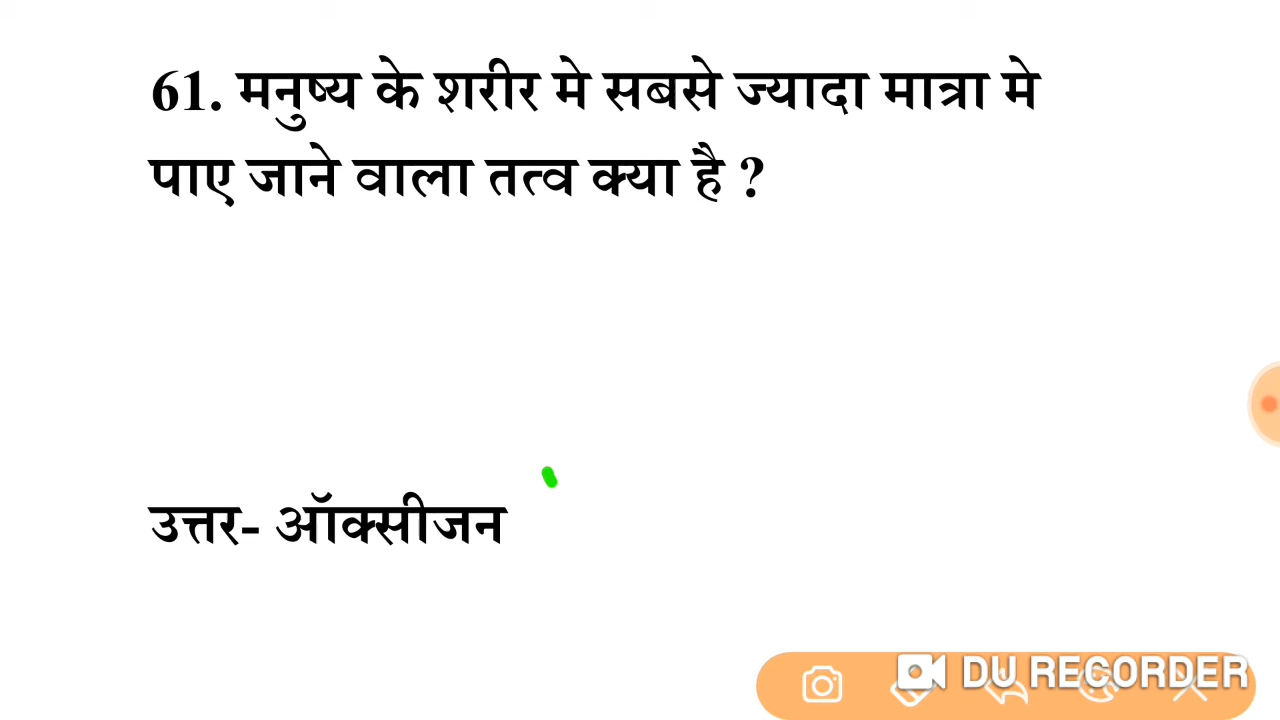 61. मनुष्य के शरीर मे सबसे ज्यादा मात्रा मे
पाए जाने वाला तत्व क्या है ?
उत्तर- ऑक्सीजन
DU RECORDER